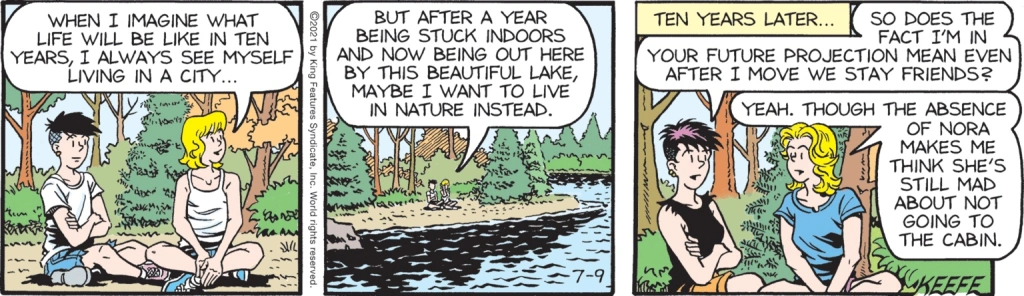 WHEN I IMAGINE WHAT
LIFE WILL BE LIKE IN TEN
YEARS, I ALWAYS SEE MYSELF
LIVING IN A CITY...
©2021 by King Features Syndicate, Inc. World rights reserved.
BUT AFTER A YEAR
BEING STUCK INDOORS
AND NOW BEING OUT HERE
BY THIS BEAUTIFUL LAKE,
MAYBE I WANT TO LIVE
IN NATURE INSTEAD.
7-9
TEN YEARS LATER...
SO DOES THE
FACT I'M IN
YOUR FUTURE PROJECTION MEAN EVEN
AFTER I MOVE WE STAY FRIENDS?
YEAH. THOUGH THE ABSENCE
OF NORA
MAKES ME
THINK SHE'S
STILL MAD
ABOUT NOT
GOING TO
THE CABIN.
KEEFE